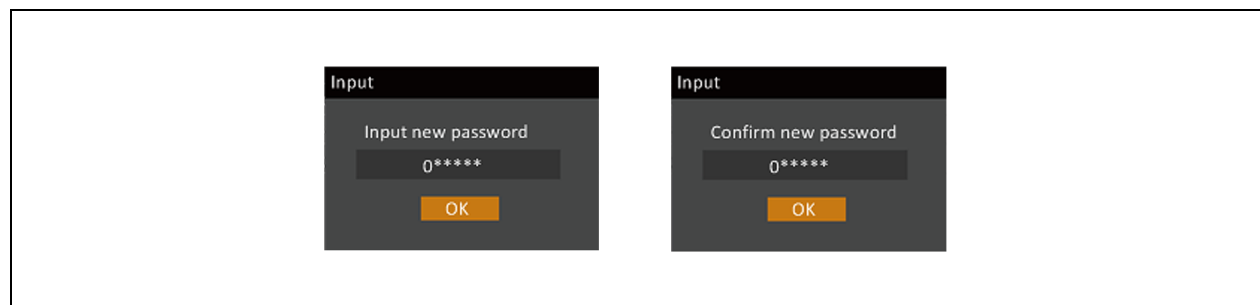 Input
Input new password
0*****
OK
Input
Confirm new password
0*****
OK